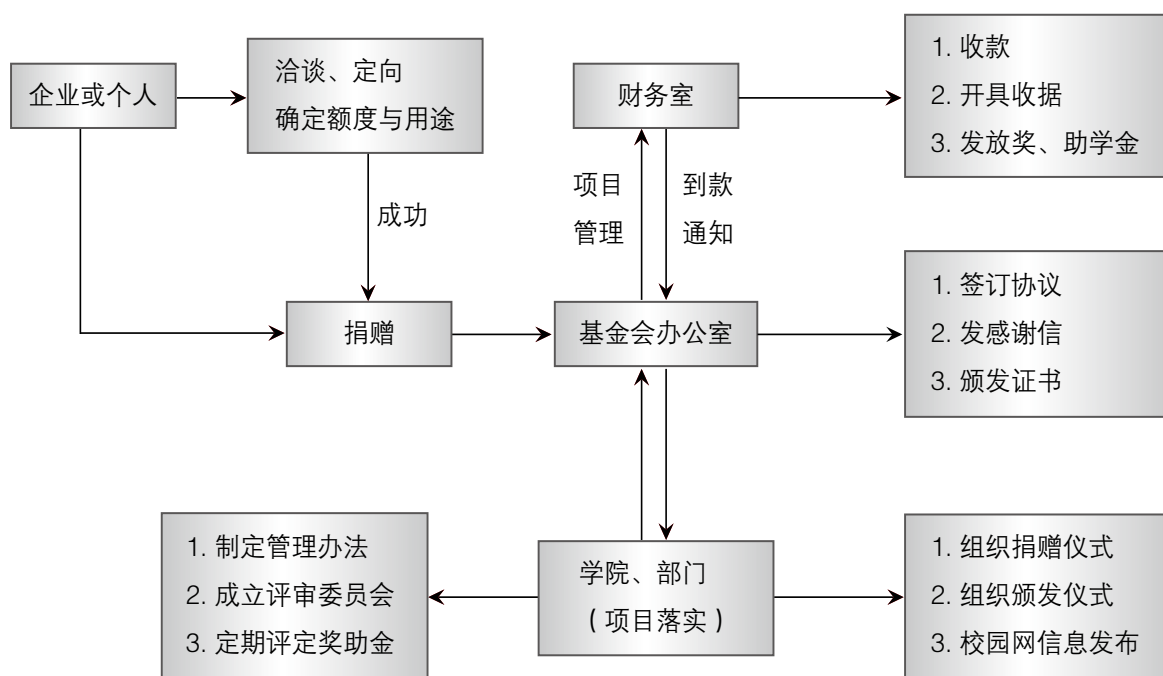 企业或个人
洽谈、定向
确定额度与用途
成功
捐赠
财务室
1. 收款
2. 开具收据
3. 发放奖、助学金
项目
管理
到款
通知
基金会办公室
1. 签订协议
2. 发感谢信
3. 颁发证书
学院、部门
（项目落实）
1. 制定管理办法
2. 成立评审委员会
3. 定期评定奖助金
1. 组织捐赠仪式
2. 组织颁发仪式
3. 校园网信息发布